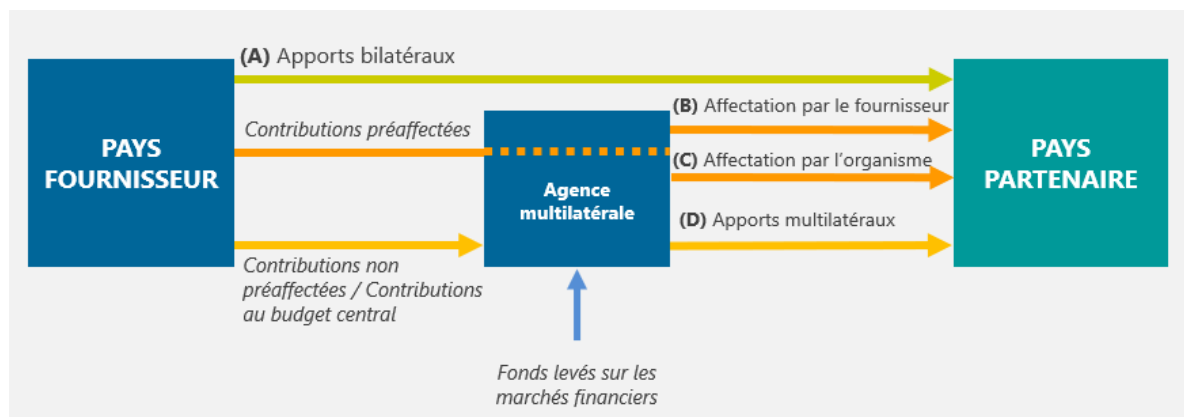 (A) Apports bilatéraux
PAYS
FOURNISSEUR
Contributions préaffectées
(B) Affectation par le fournisseur
(C) Affectation par l'organisme
Agence
multilatérale
(D) Apports multilatéraux
PAYS
PARTENAIRE
Contributions non
préaffectées / Contributions
au budget central
Fonds levés sur les
marchés financiers